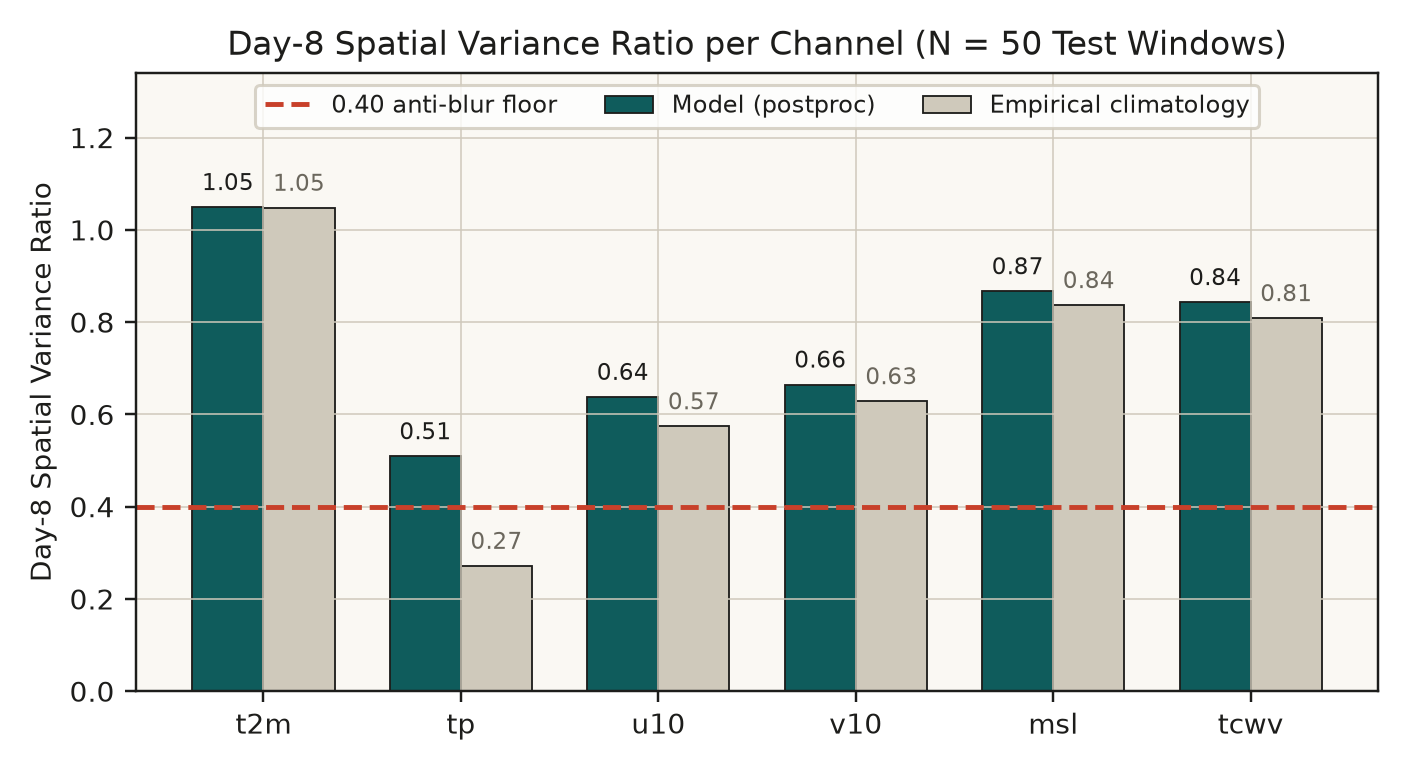 Day-8 Spatial Variance Ratio per Channel (N = 50 Test Windows)
0.40 anti-blur floor
Model (postproc)
Empirical climatology
Day-8 Spatial Variance Ratio
1.2
1.0
0.8
0.6
0.4
0.2
0.0
1.05
1.05
0.51
0.27
0.64
0.57
0.66
0.63
0.87
0.84
0.84
0.81
t2m
tp
u10
v10
msl
tcwv